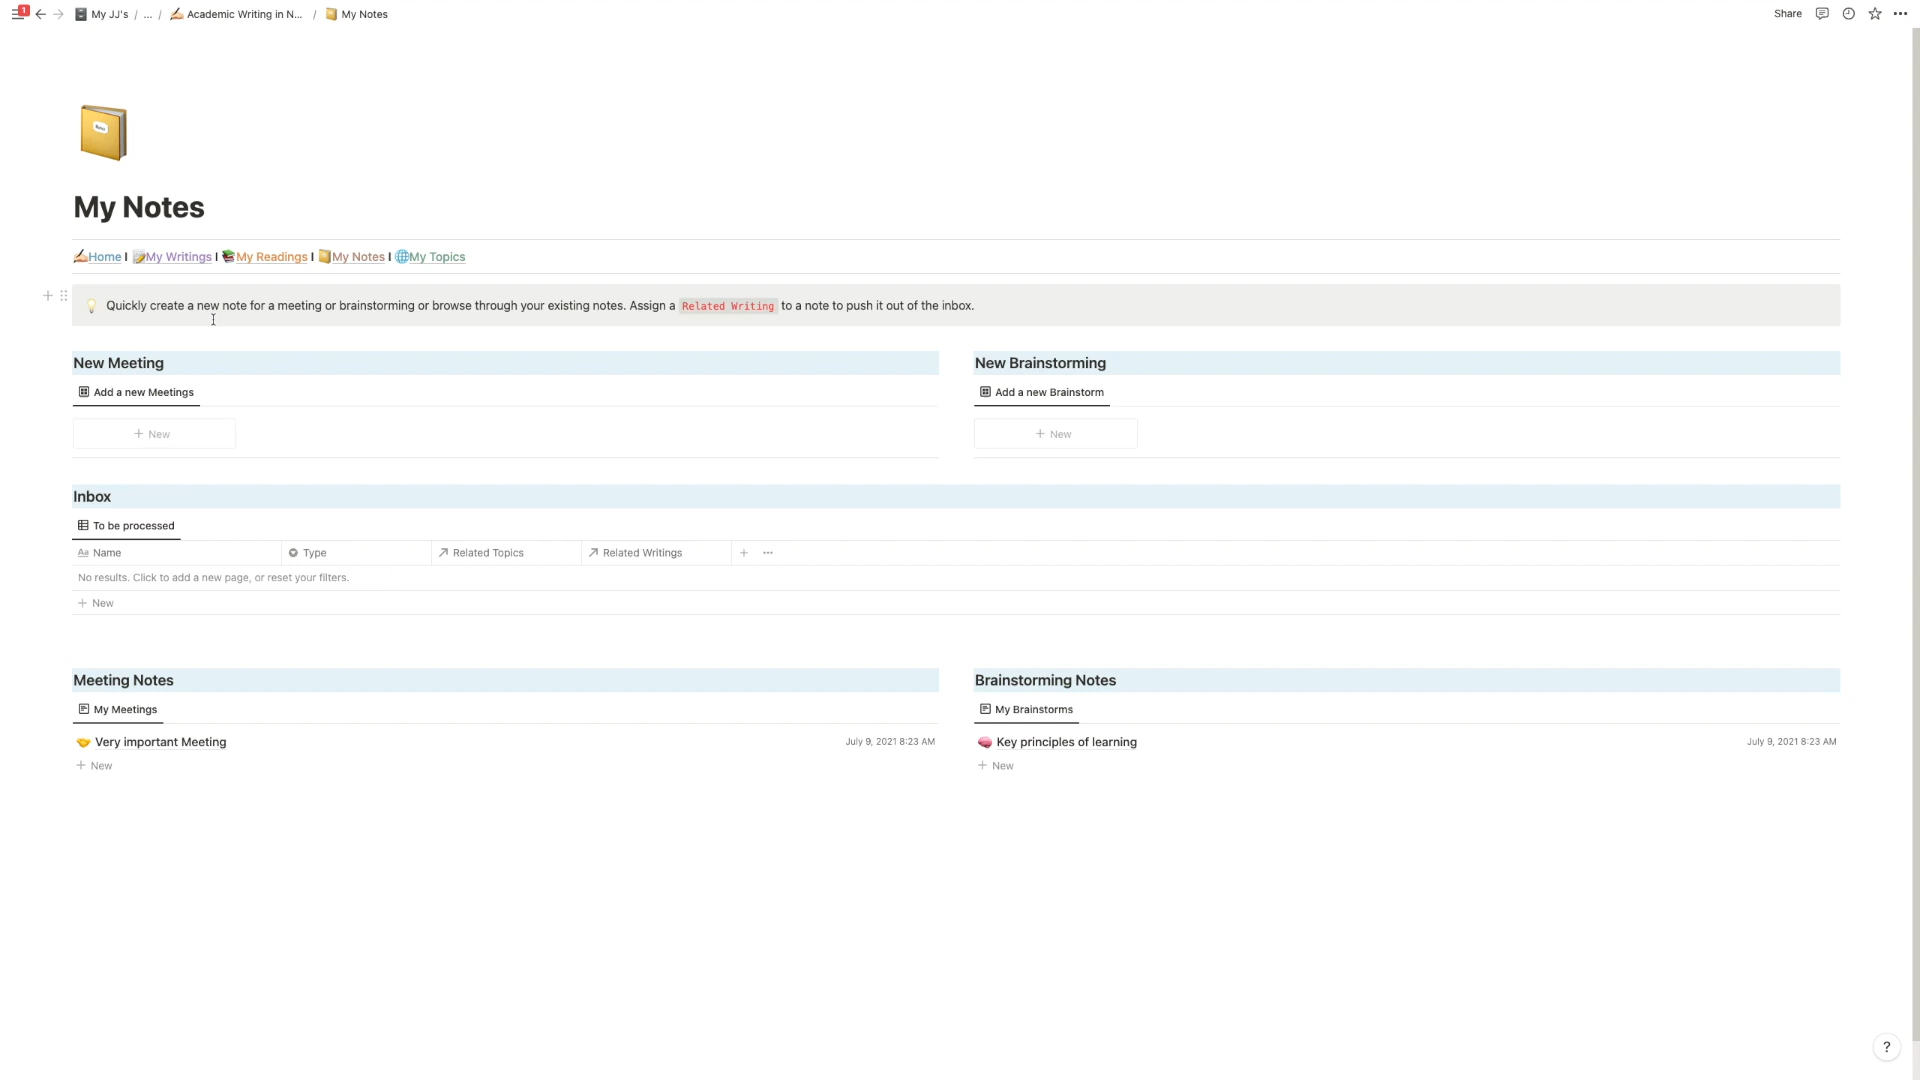 1 My JJ's / ... / Academic Writing in N... / My Notes Share
My Notes
Home I My Writings I My Readings I My Notes I My Topics
Quickly create a new note for a meeting or brainstorming or browse through your existing notes. Assign a Related Writing to a note to push it out of the inbox.
New Meeting
Add a new Meetings
+ New
New Brainstorming
Add a new Brainstorm
+ New
Inbox
To be processed
Aa Name Type Related Topics Related Writings + ...
No results. Click to add a new page, or reset your filters.
+ New
Meeting Notes
My Meetings
Very important Meeting July 9, 2021 8:23 AM
+ New
Brainstorming Notes
My Brainstorms
Key principles of learning July 9, 2021 8:23 AM
+ New
?